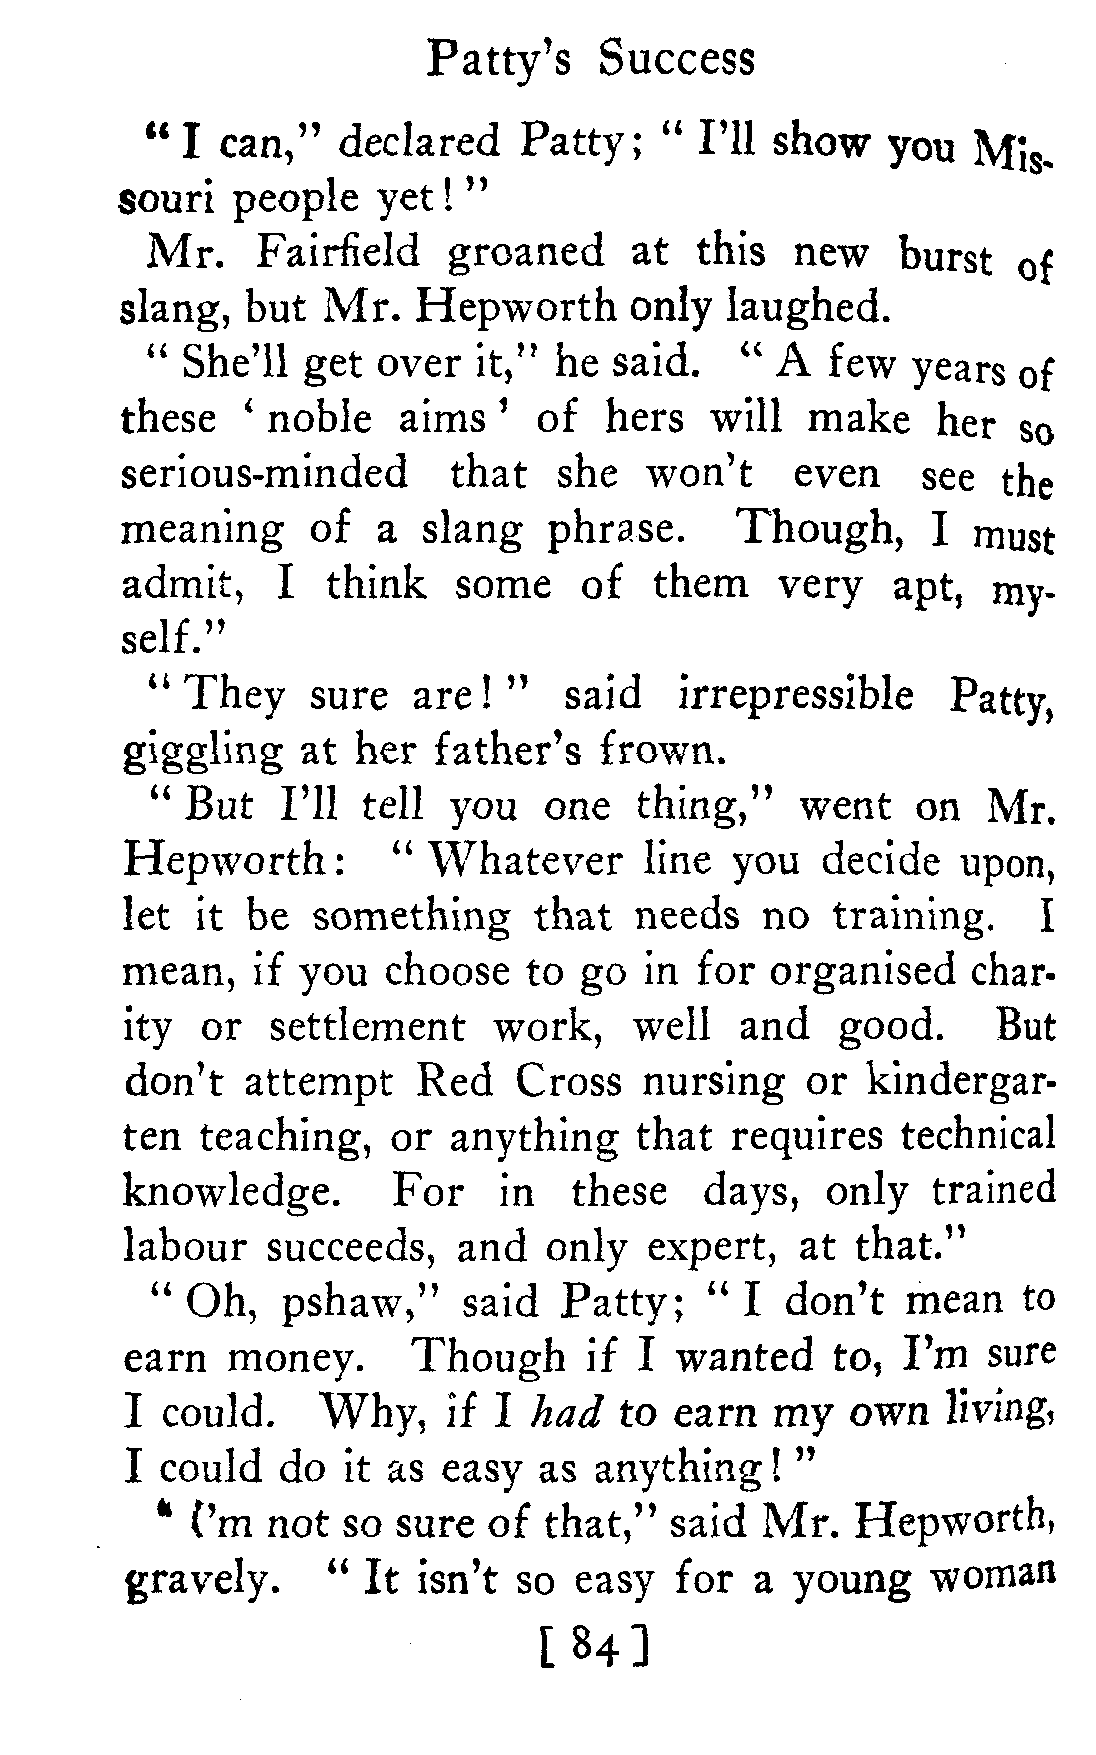 Patty's Success
" I can," declared Patty; " I'll show you Mis-
souri people yet! "
Mr. Fairfield groaned at this new burst of
slang, but Mr. Hepworth only laughed.
" She'll get over it," he said. " A few years of
these ' noble aims ' of hers will make her so
serious-minded that she won't even see the
meaning of a slang phrase. Though, I must
admit, I think some of them very apt, my-
self."
" They sure are! " said irrepressible Patty,
giggling at her father's frown.
" But I'll tell you one thing," went on Mr.
Hepworth: " Whatever line you decide upon,
let it be something that needs no training. I
mean, if you choose to go in for organised char-
ity or settlement work, well and good. But
don't attempt Red Cross nursing or kindergar-
ten teaching, or anything that requires technical
knowledge. For in these days, only trained
labour succeeds, and only expert, at that."
" Oh, pshaw," said Patty; " I don't mean to
earn money. Though if I wanted to, I'm sure
I could. Why, if I had to earn my own living,
I could do it as easy as anything! "
" I'm not so sure of that," said Mr. Hepworth,
gravely. " It isn't so easy for a young woman
[ 84 ]